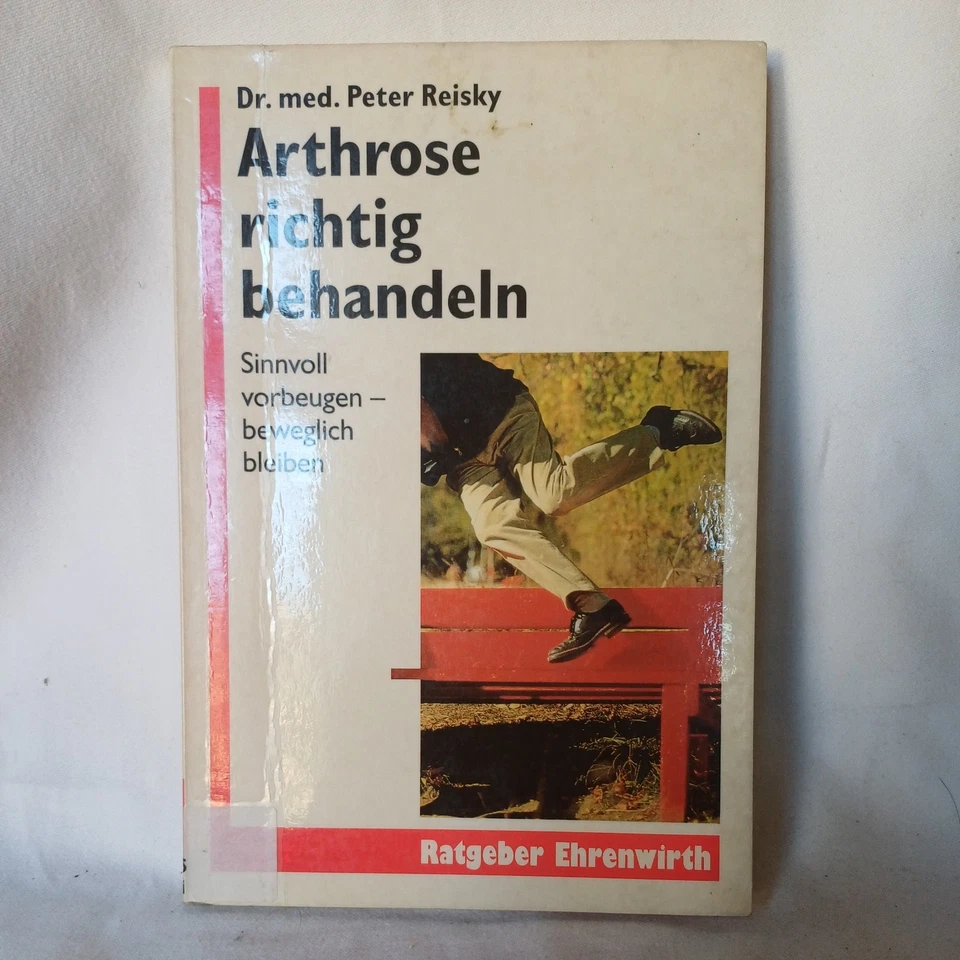 Dr. med. Peter Reisky
Arthrose
richtig
behandeln
Sinnvoll
vorbeugen –
beweglich
bleiben
Ratgeber Ehrenwirth